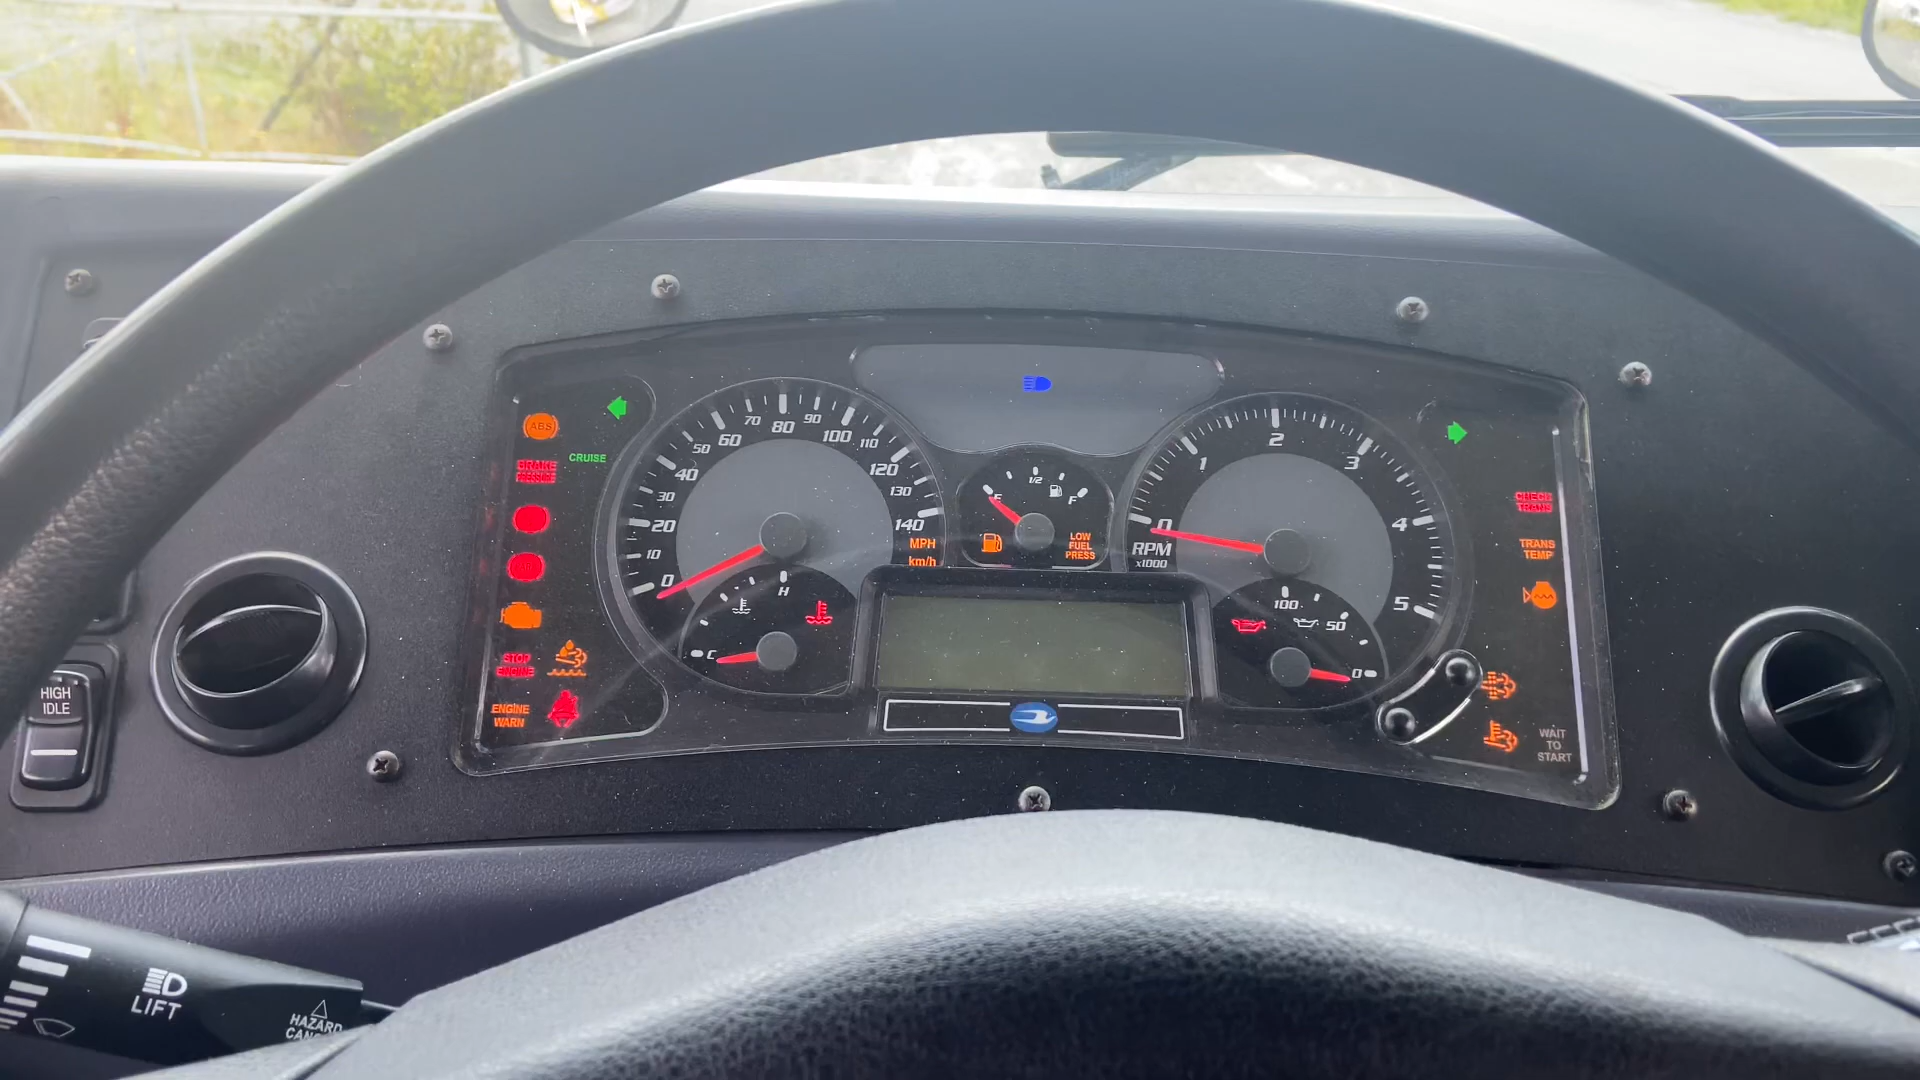 ABS
BRAKE
PRESSURE
CRUISE
STOP
ENGINE
ENGINE
WARN
0
10
20
30
40
50
60
70
80
90
100
110
120
130
140
MPH
km/h
C
H
E
1/2
F
LOW
FUEL
PRESS
0
1
2
3
4
5
RPM
x1000
100
50
0
CHECK
TRANS
TRANS
TEMP
WAIT
TO
START
HIGH
IDLE
LIFT
HAZARD